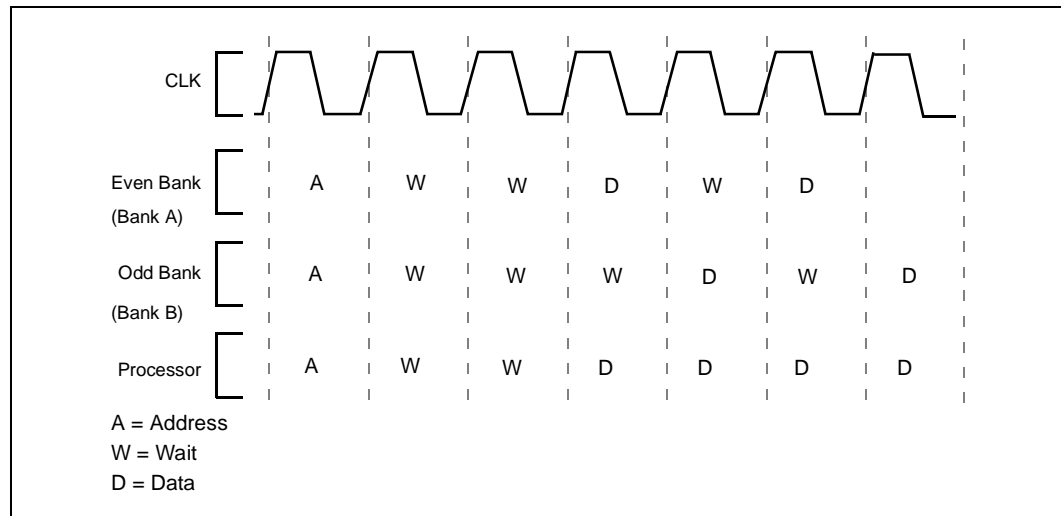 CLK
Even Bank A W W D W D
(Bank A)
Odd Bank A W W W D W D
(Bank B)
Processor A W W D D D D
A = Address
W = Wait
D = Data